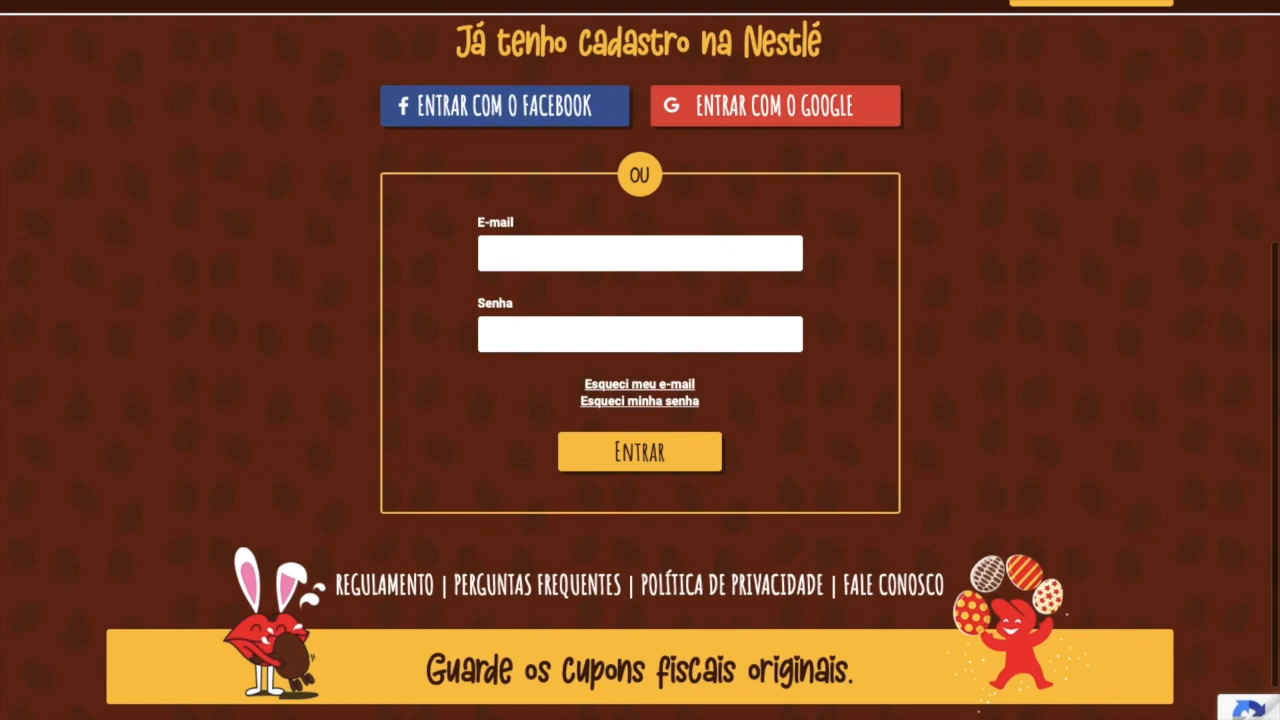 Já tenho cadastro na Nestlé
f ENTRAR COM O FACEBOOK
G ENTRAR COM O GOOGLE
OU
E-mail
Senha
Esqueci meu e-mail
Esqueci minha senha
ENTRAR
REGULAMENTO | PERGUNTAS FREQUENTES | POLÍTICA DE PRIVACIDADE | FALE CONOSCO
Guarde os cupons fiscais originais.